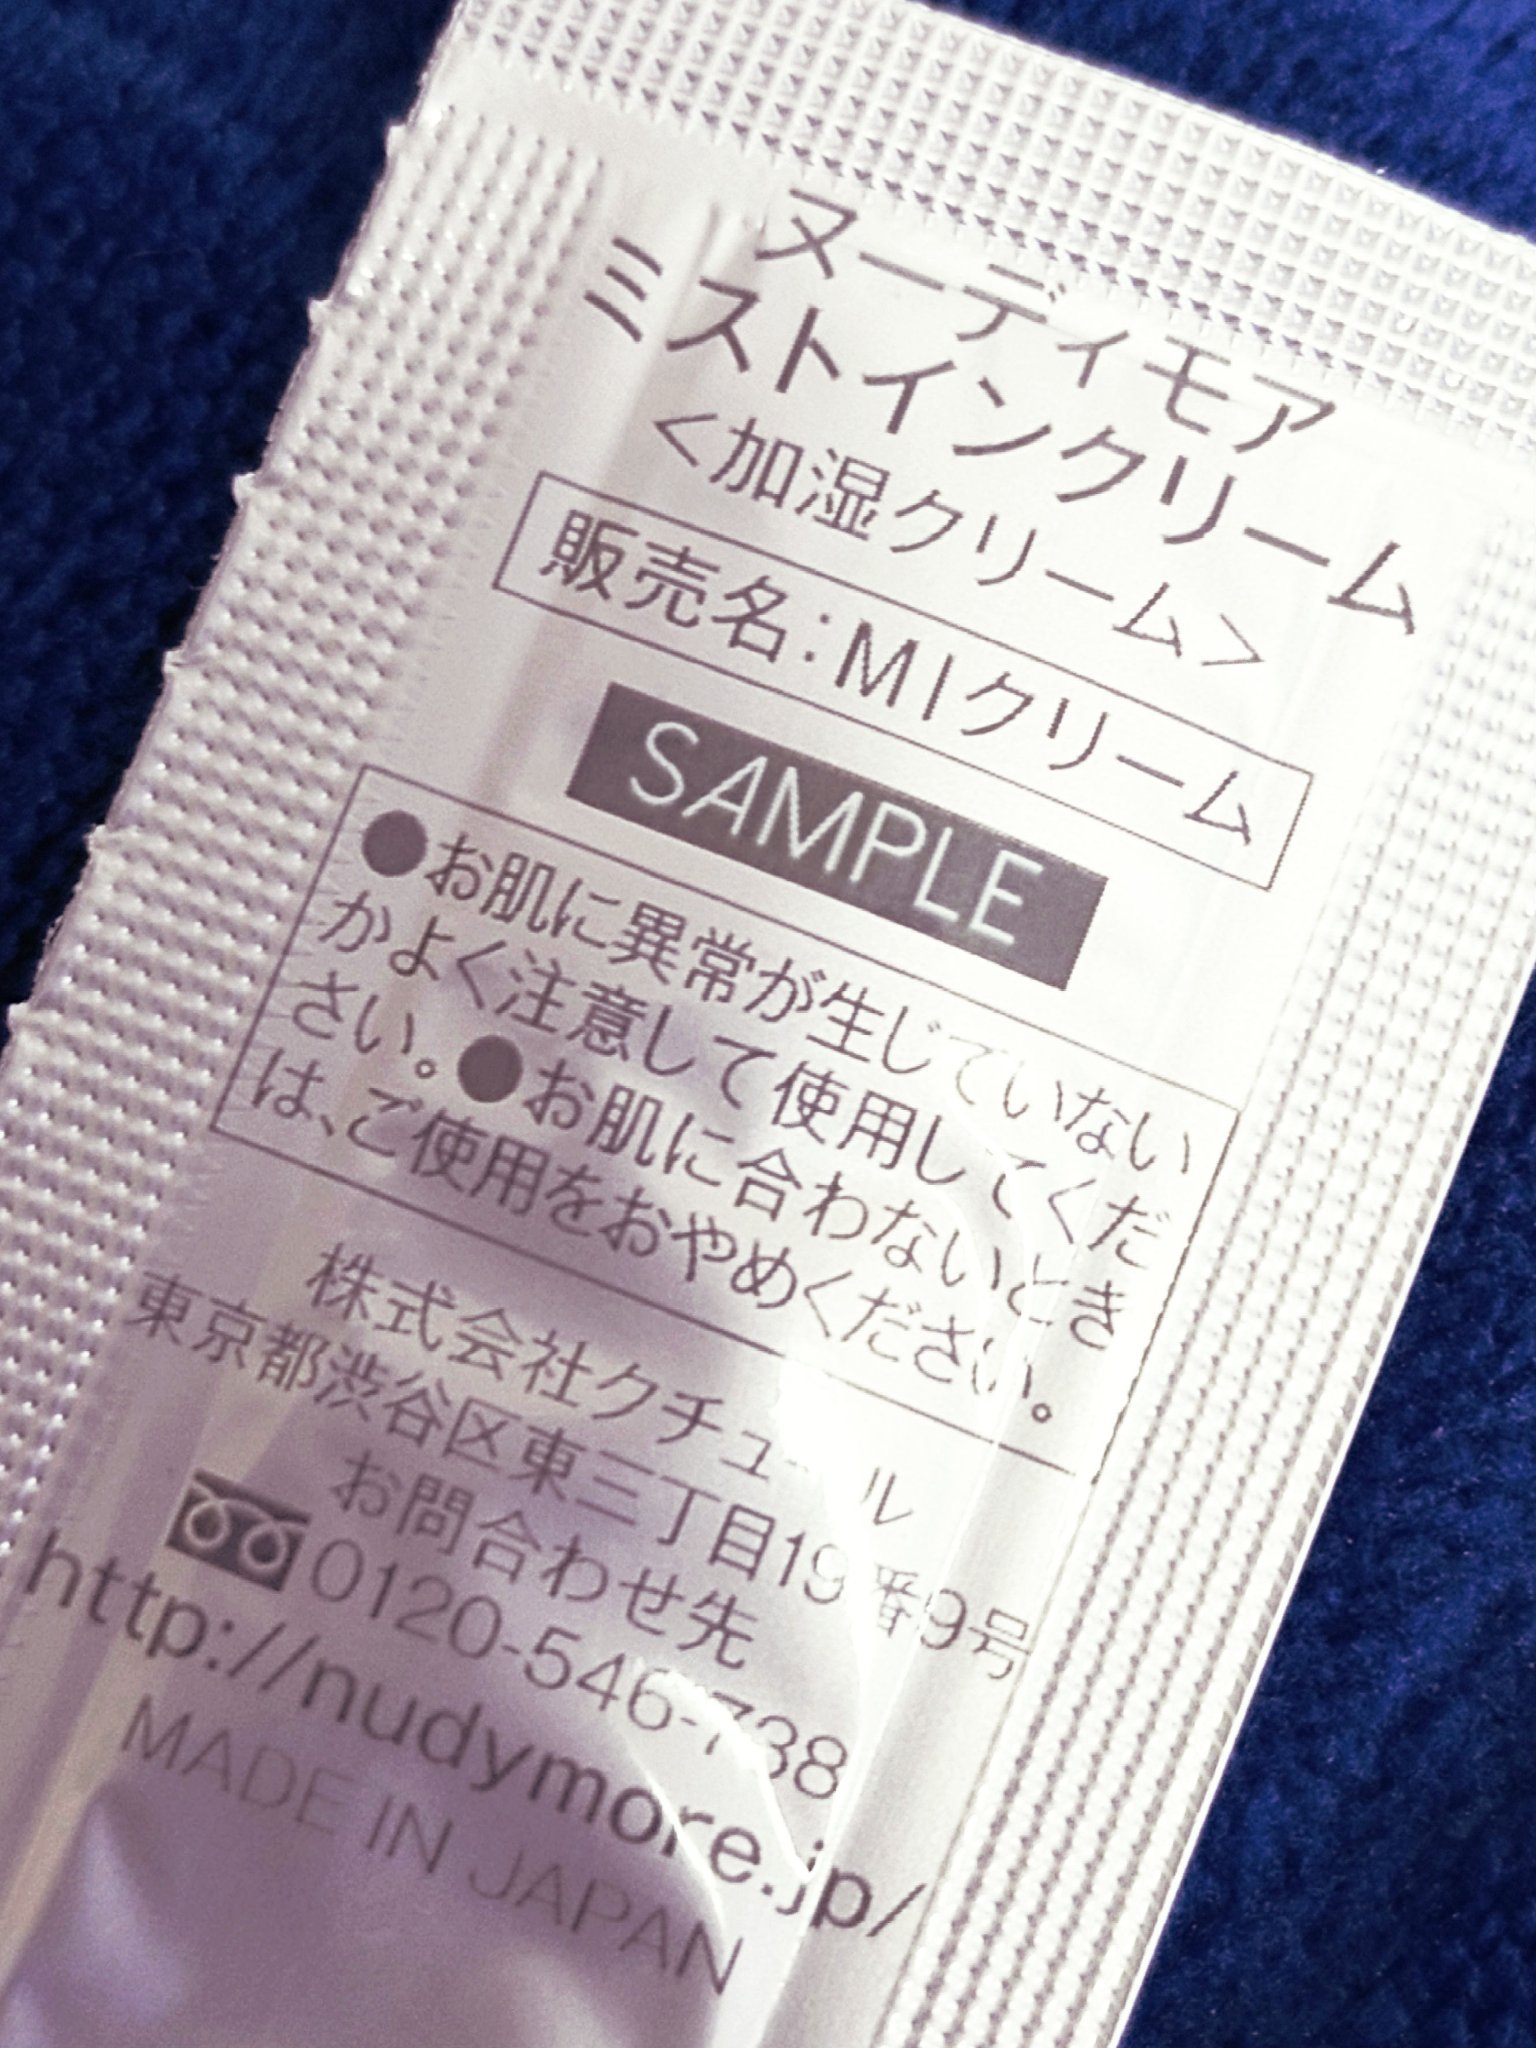 ヌーディモア
ミストインクリーム
<加湿クリーム>
販売名:MIクリーム
SAMPLE
●お肌に異常が生じていない
かよく注意して使用してくだ
さい。●お肌に合わないとき
は、ご使用をおやめください。
株式会社クチュール
東京都渋谷区東三丁目19番9号
お問合わせ先
0120-546-738
http://nudymore.jp/
MADE IN JAPAN